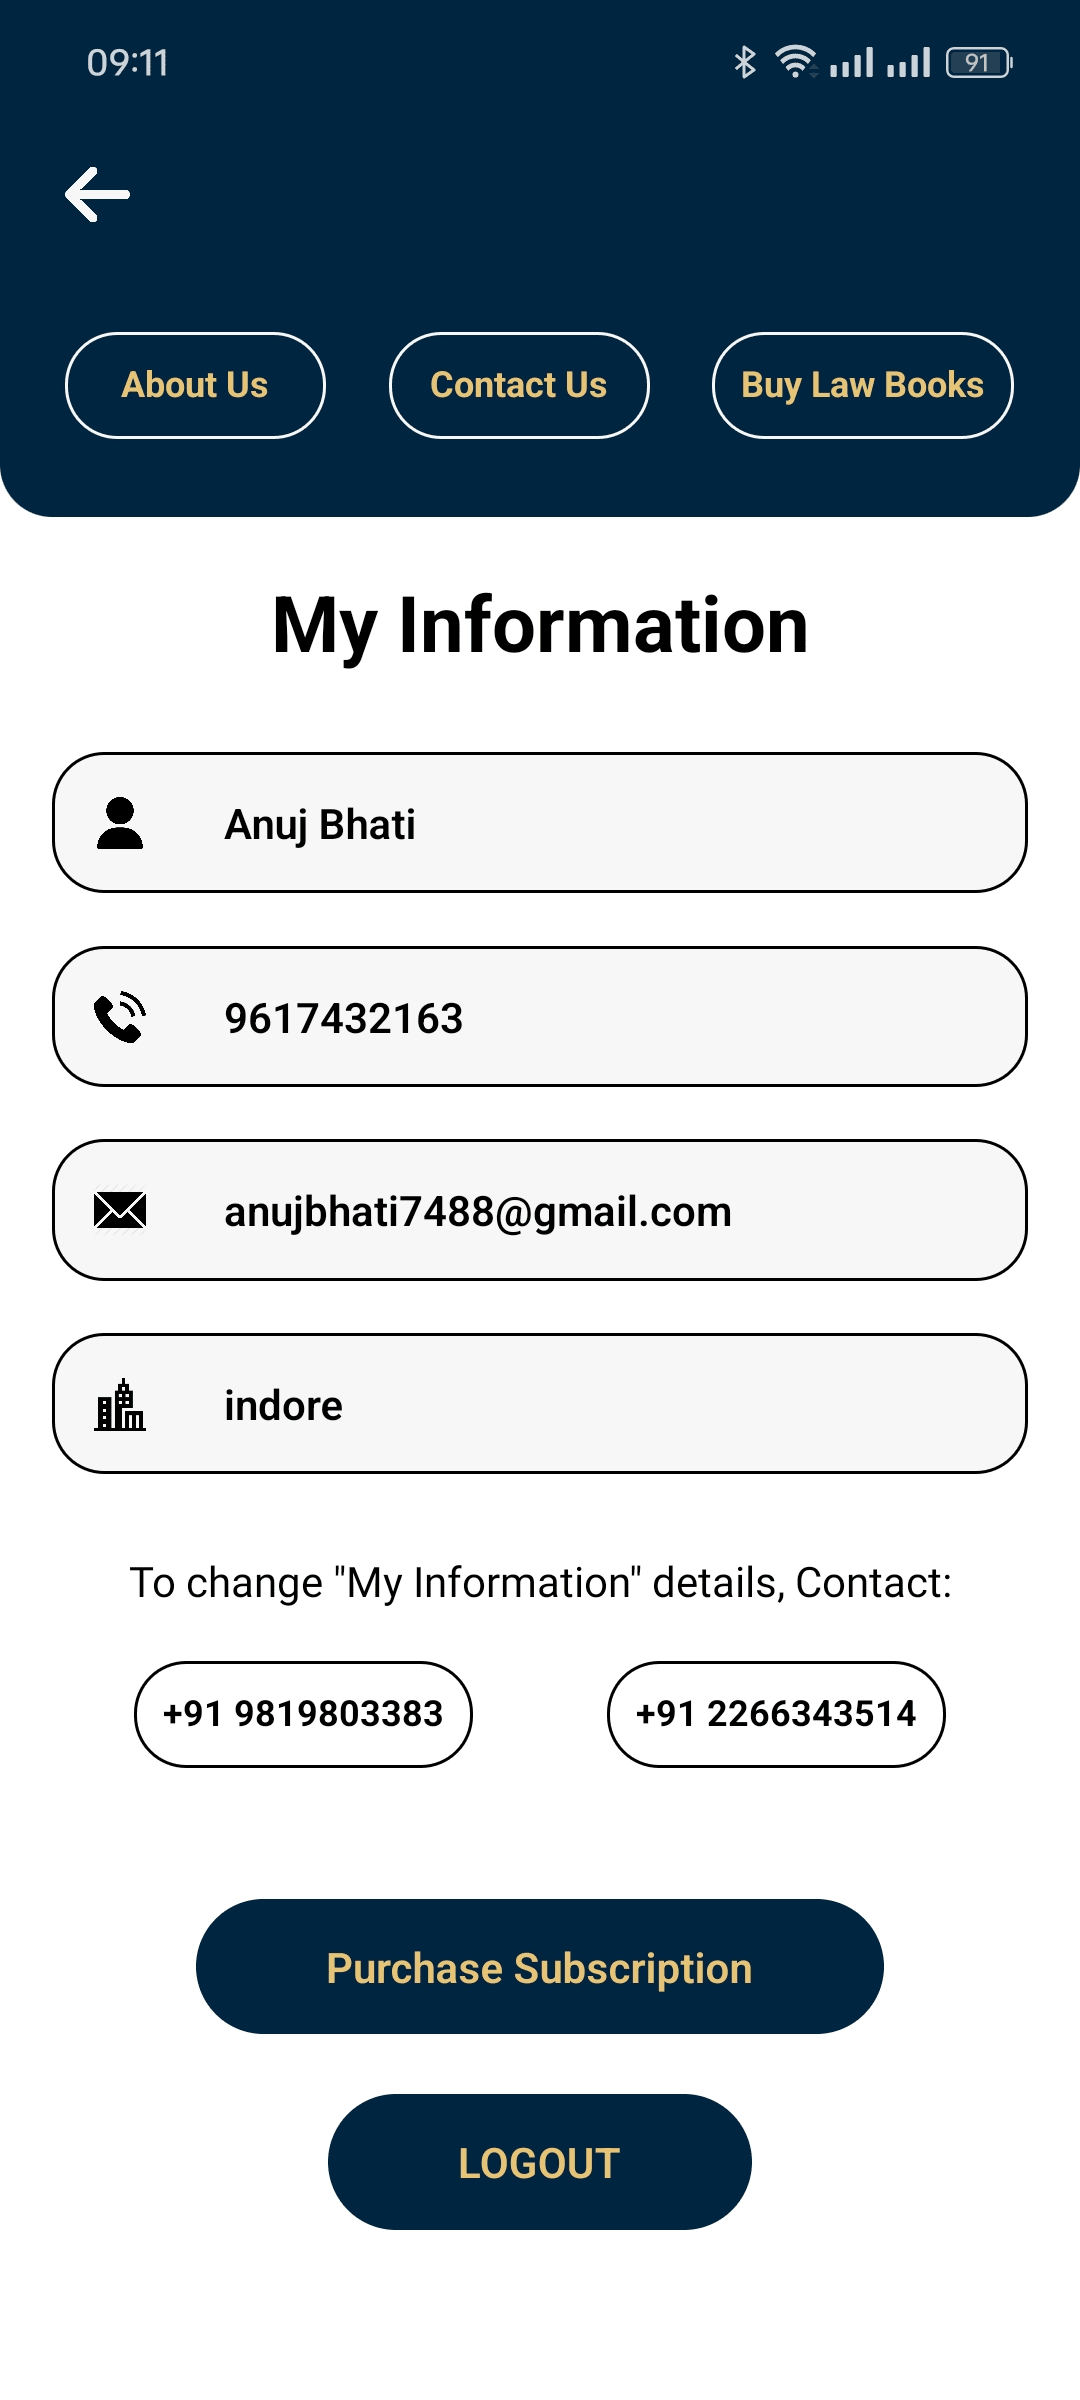 09:11
91
About Us
Contact Us
Buy Law Books
My Information
Anuj Bhati
9617432163
anujbhati7488@gmail.com
indore
To change "My Information" details, Contact:
+91 9819803383
+91 2266343514
Purchase Subscription
LOGOUT